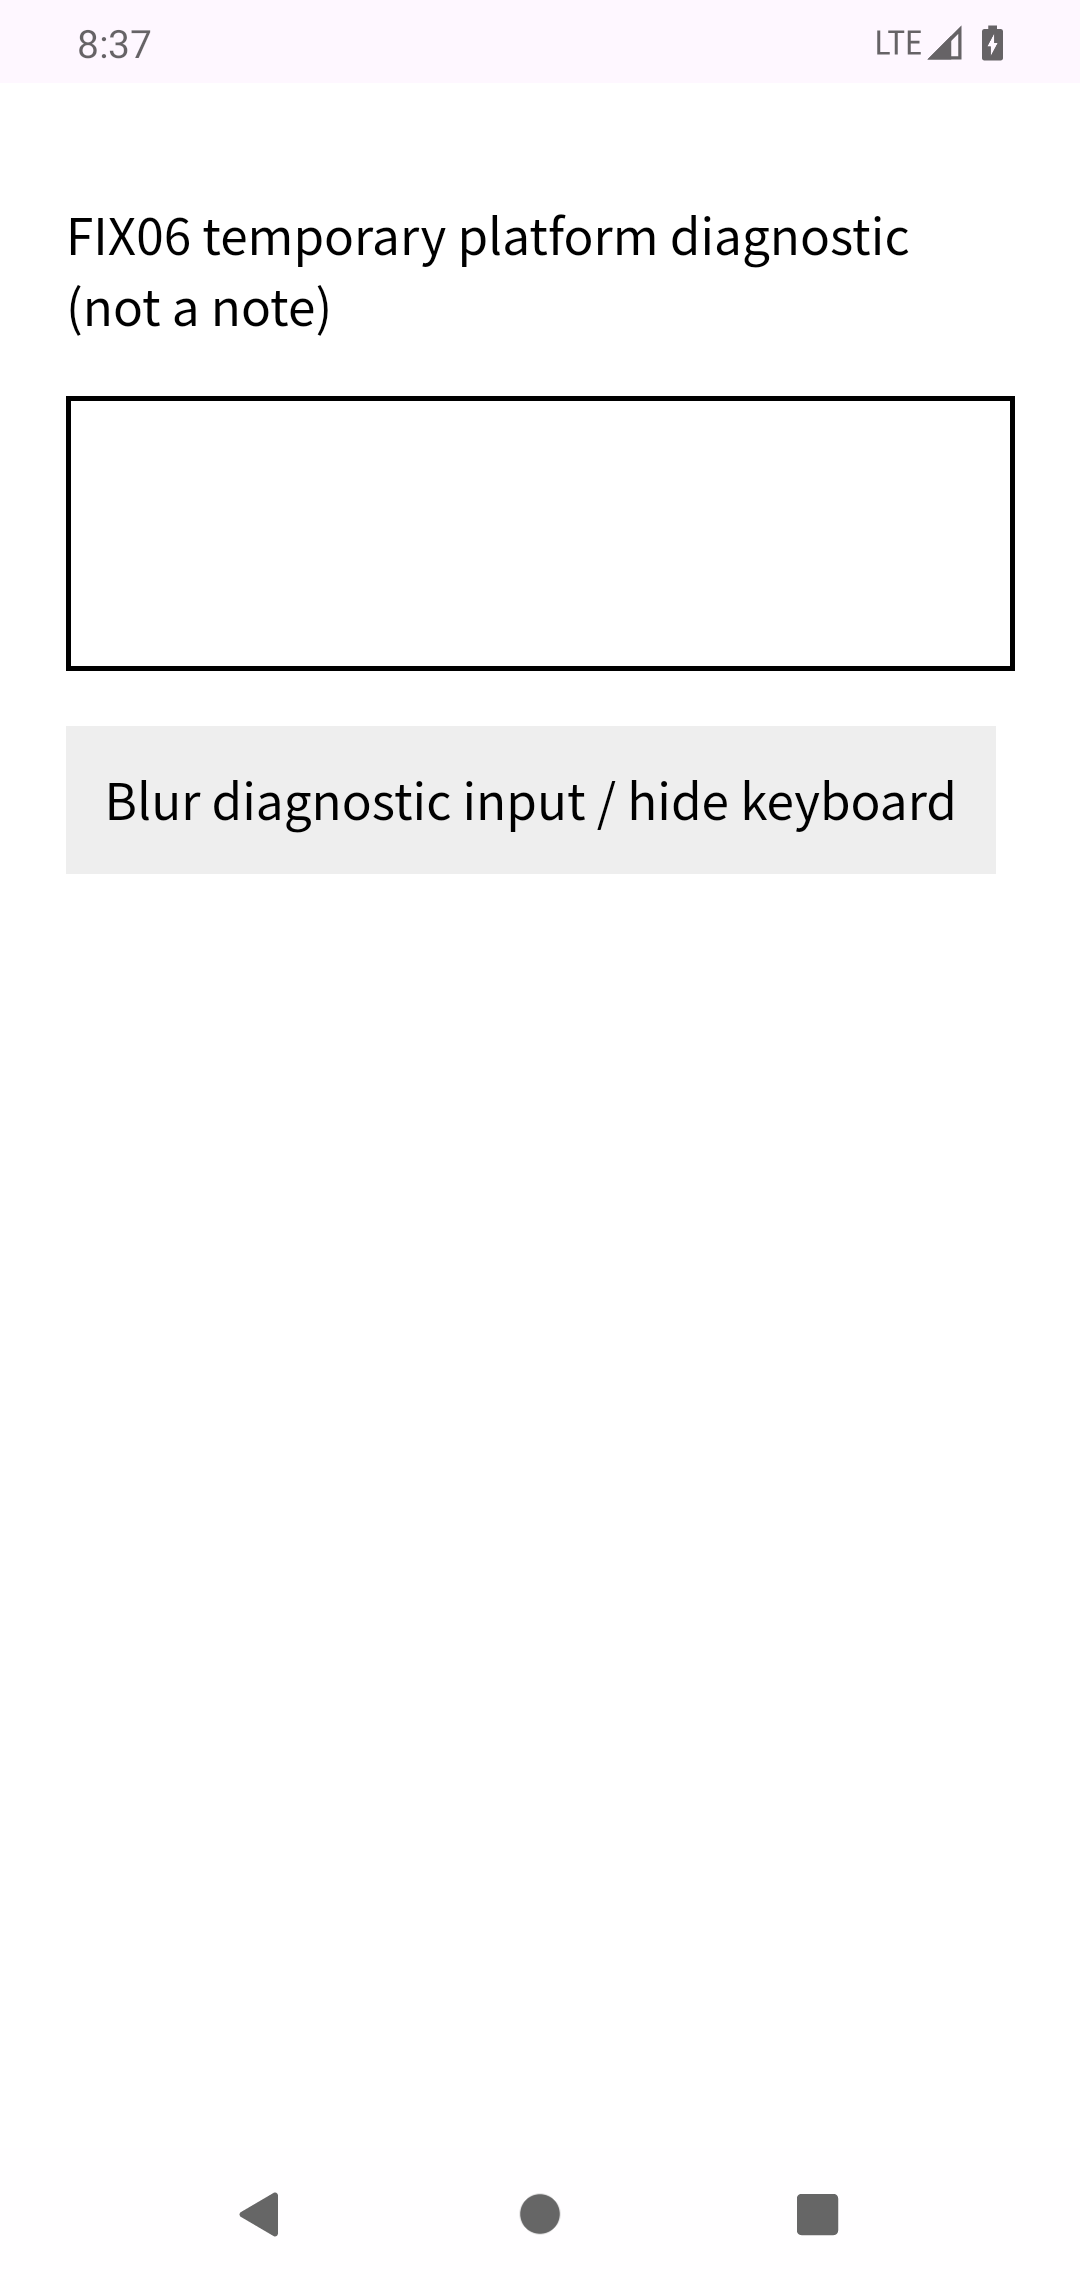 8:37 LTE
FIX06 temporary platform diagnostic
(not a note)
Blur diagnostic input / hide keyboard